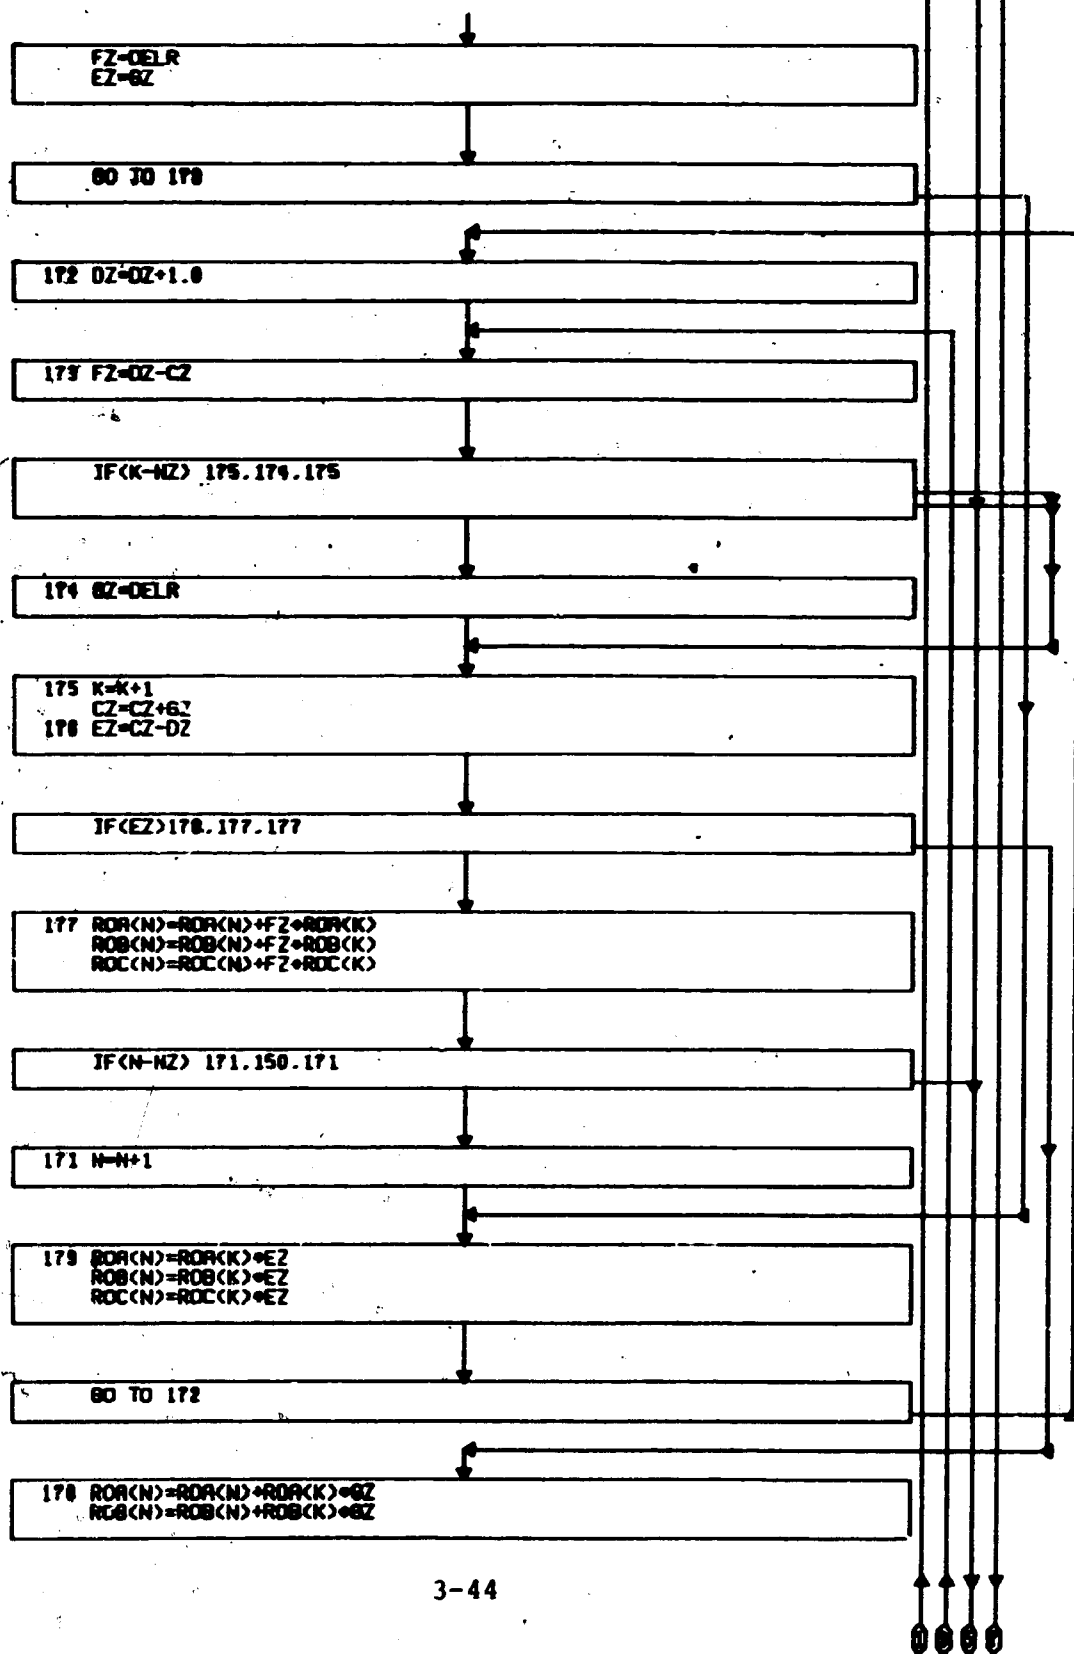 FZ=DELR
EZ=GZ
GO TO 179
172 DZ=DZ+1.0
173 FZ=DZ-CZ
IF(K-NZ) 175.174.175
174 GZ=DELR
175 K=K+1
CZ=CZ+GZ
176 EZ=CZ-DZ
IF(EZ)178.177.177
177 ROA(N)=ROA(N)+FZ*ROA(K)
ROB(N)=ROB(N)+FZ*ROB(K)
ROC(N)=ROC(N)+FZ*ROC(K)
IF(N-NZ) 171.150.171
171 N=N+1
179 ROA(N)=ROA(K)*EZ
ROB(N)=ROB(K)*EZ
ROC(N)=ROC(K)*EZ
GO TO 172
178 ROA(N)=ROA(N)+ROA(K)*GZ
ROB(N)=ROB(N)+ROB(K)*GZ
3-44